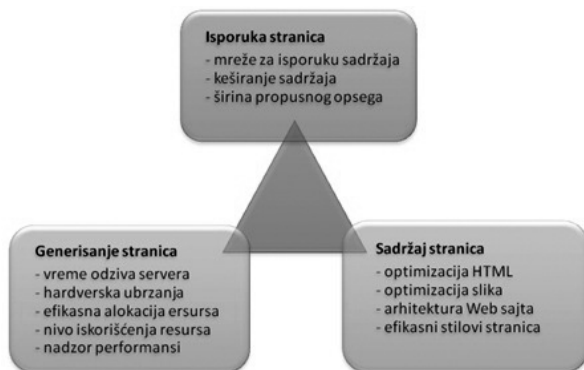 Isporuka stranica
- mreže za isporuku sadržaja
- keširanje sadržaja
- širina propusnog opsega
Generisanje stranica
- vreme odziva servera
- hardverska ubrzanja
- efikasna alokacija ersursa
- nivo iskorišćenja resursa
- nadzor performansi
Sadržaj stranica
- optimizacija HTML
- optimizacija slika
- arhitektura Web sajta
- efikasni stilovi stranica